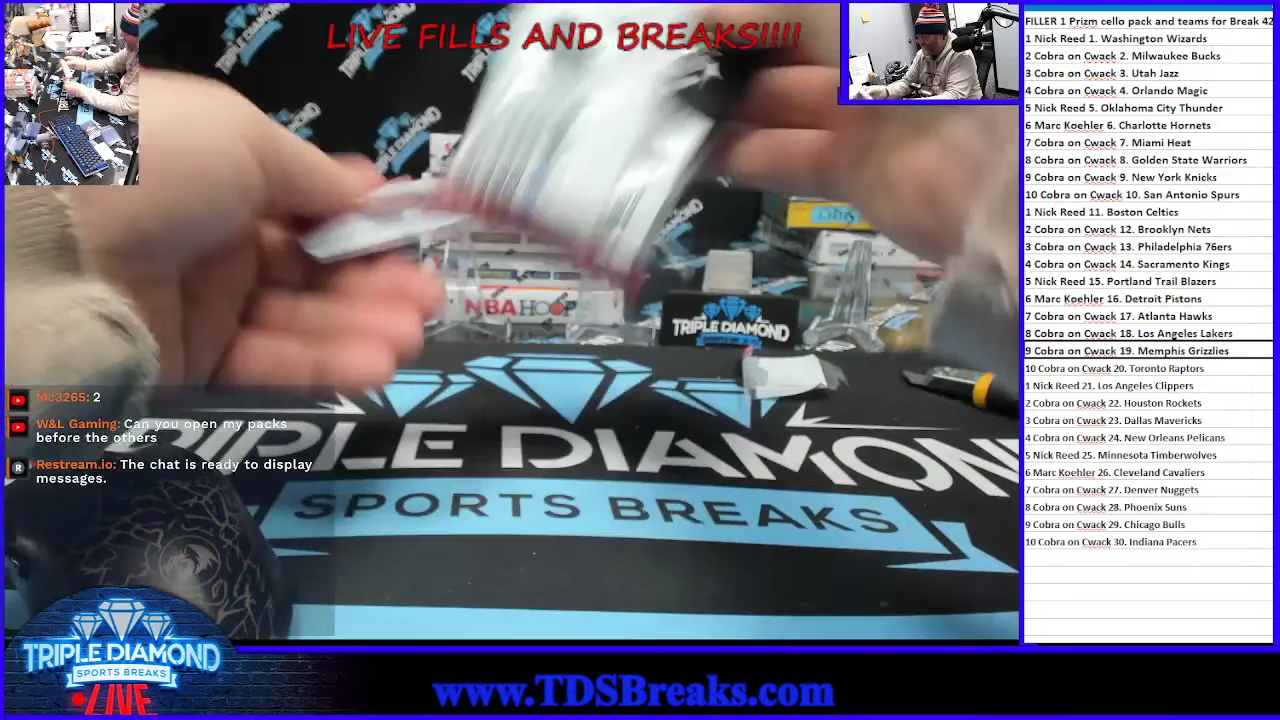 LIVE FILLS AND BREAKS!!!!
NBA HOOP
TRIPLE DIAMOND
TRIPLE DIAMOND
SPORTS BREAKS
Mc3265: 2
W&L Gaming: Can you open my packs
before the others
Restream.io: The chat is ready to display
messages.
TRIPLE DIAMOND
SPORTS BREAKS
LIVE
www.TDSBreaks.com
FILLER 1 Prizm cello pack and teams for Break 42
1 Nick Reed 1. Washington Wizards
2 Cobra on Cwack 2. Milwaukee Bucks
3 Cobra on Cwack 3. Utah Jazz
4 Cobra on Cwack 4. Orlando Magic
5 Nick Reed 5. Oklahoma City Thunder
6 Marc Koehler 6. Charlotte Hornets
7 Cobra on Cwack 7. Miami Heat
8 Cobra on Cwack 8. Golden State Warriors
9 Cobra on Cwack 9. New York Knicks
10 Cobra on Cwack 10. San Antonio Spurs
1 Nick Reed 11. Boston Celtics
2 Cobra on Cwack 12. Brooklyn Nets
3 Cobra on Cwack 13. Philadelphia 76ers
4 Cobra on Cwack 14. Sacramento Kings
5 Nick Reed 15. Portland Trail Blazers
6 Marc Koehler 16. Detroit Pistons
7 Cobra on Cwack 17. Atlanta Hawks
8 Cobra on Cwack 18. Los Angeles Lakers
9 Cobra on Cwack 19. Memphis Grizzlies
10 Cobra on Cwack 20. Toronto Raptors
1 Nick Reed 21. Los Angeles Clippers
2 Cobra on Cwack 22. Houston Rockets
3 Cobra on Cwack 23. Dallas Mavericks
4 Cobra on Cwack 24. New Orleans Pelicans
5 Nick Reed 25. Minnesota Timberwolves
6 Marc Koehler 26. Cleveland Cavaliers
7 Cobra on Cwack 27. Denver Nuggets
8 Cobra on Cwack 28. Phoenix Suns
9 Cobra on Cwack 29. Chicago Bulls
10 Cobra on Cwack 30. Indiana Pacers